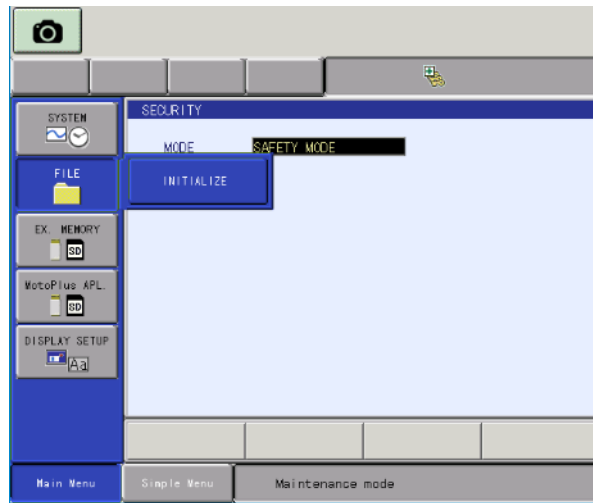 SYSTEM
SECURITY
MODE SAFETY MODE
FILE
INITIALIZE
EX. MEMORY
SD
MotoPlus APL.
SD
DISPLAY SETUP
Aa
Main Menu
Simple Menu
Maintenance mode